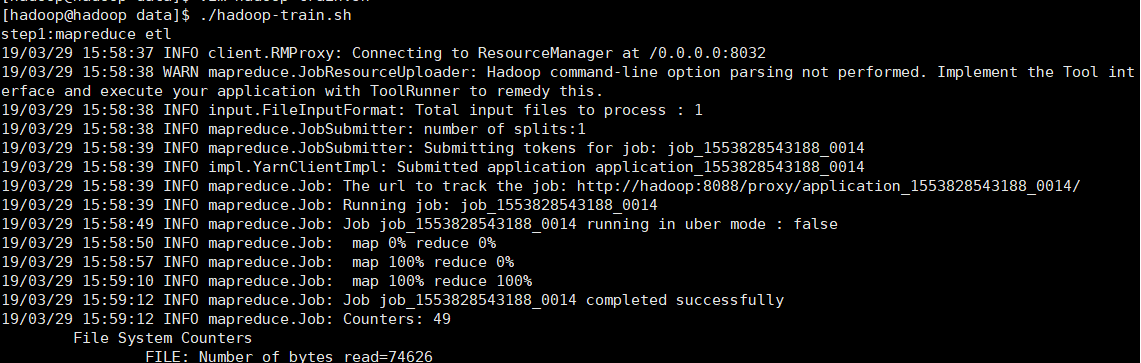 [hadoop@hadoop data]$ ./hadoop-train.sh
step1:mapreduce etl
19/03/29 15:58:37 INFO client.RMProxy: Connecting to ResourceManager at /0.0.0.0:8032
19/03/29 15:58:38 WARN mapreduce.JobResourceUploader: Hadoop command-line option parsing not performed. Implement the Tool int
erface and execute your application with ToolRunner to remedy this.
19/03/29 15:58:38 INFO input.FileInputFormat: Total input files to process : 1
19/03/29 15:58:38 INFO mapreduce.JobSubmitter: number of splits:1
19/03/29 15:58:39 INFO mapreduce.JobSubmitter: Submitting tokens for job: job_1553828543188_0014
19/03/29 15:58:39 INFO impl.YarnClientImpl: Submitted application application_1553828543188_0014
19/03/29 15:58:39 INFO mapreduce.Job: The url to track the job: http://hadoop:8088/proxy/application_1553828543188_0014/
19/03/29 15:58:39 INFO mapreduce.Job: Running job: job_1553828543188_0014
19/03/29 15:58:49 INFO mapreduce.Job: Job job_1553828543188_0014 running in uber mode : false
19/03/29 15:58:50 INFO mapreduce.Job:  map 0% reduce 0%
19/03/29 15:58:57 INFO mapreduce.Job:  map 100% reduce 0%
19/03/29 15:59:10 INFO mapreduce.Job:  map 100% reduce 100%
19/03/29 15:59:12 INFO mapreduce.Job: Job job_1553828543188_0014 completed successfully
19/03/29 15:59:12 INFO mapreduce.Job: Counters: 49
File System Counters
FILE: Number of bytes read=74626